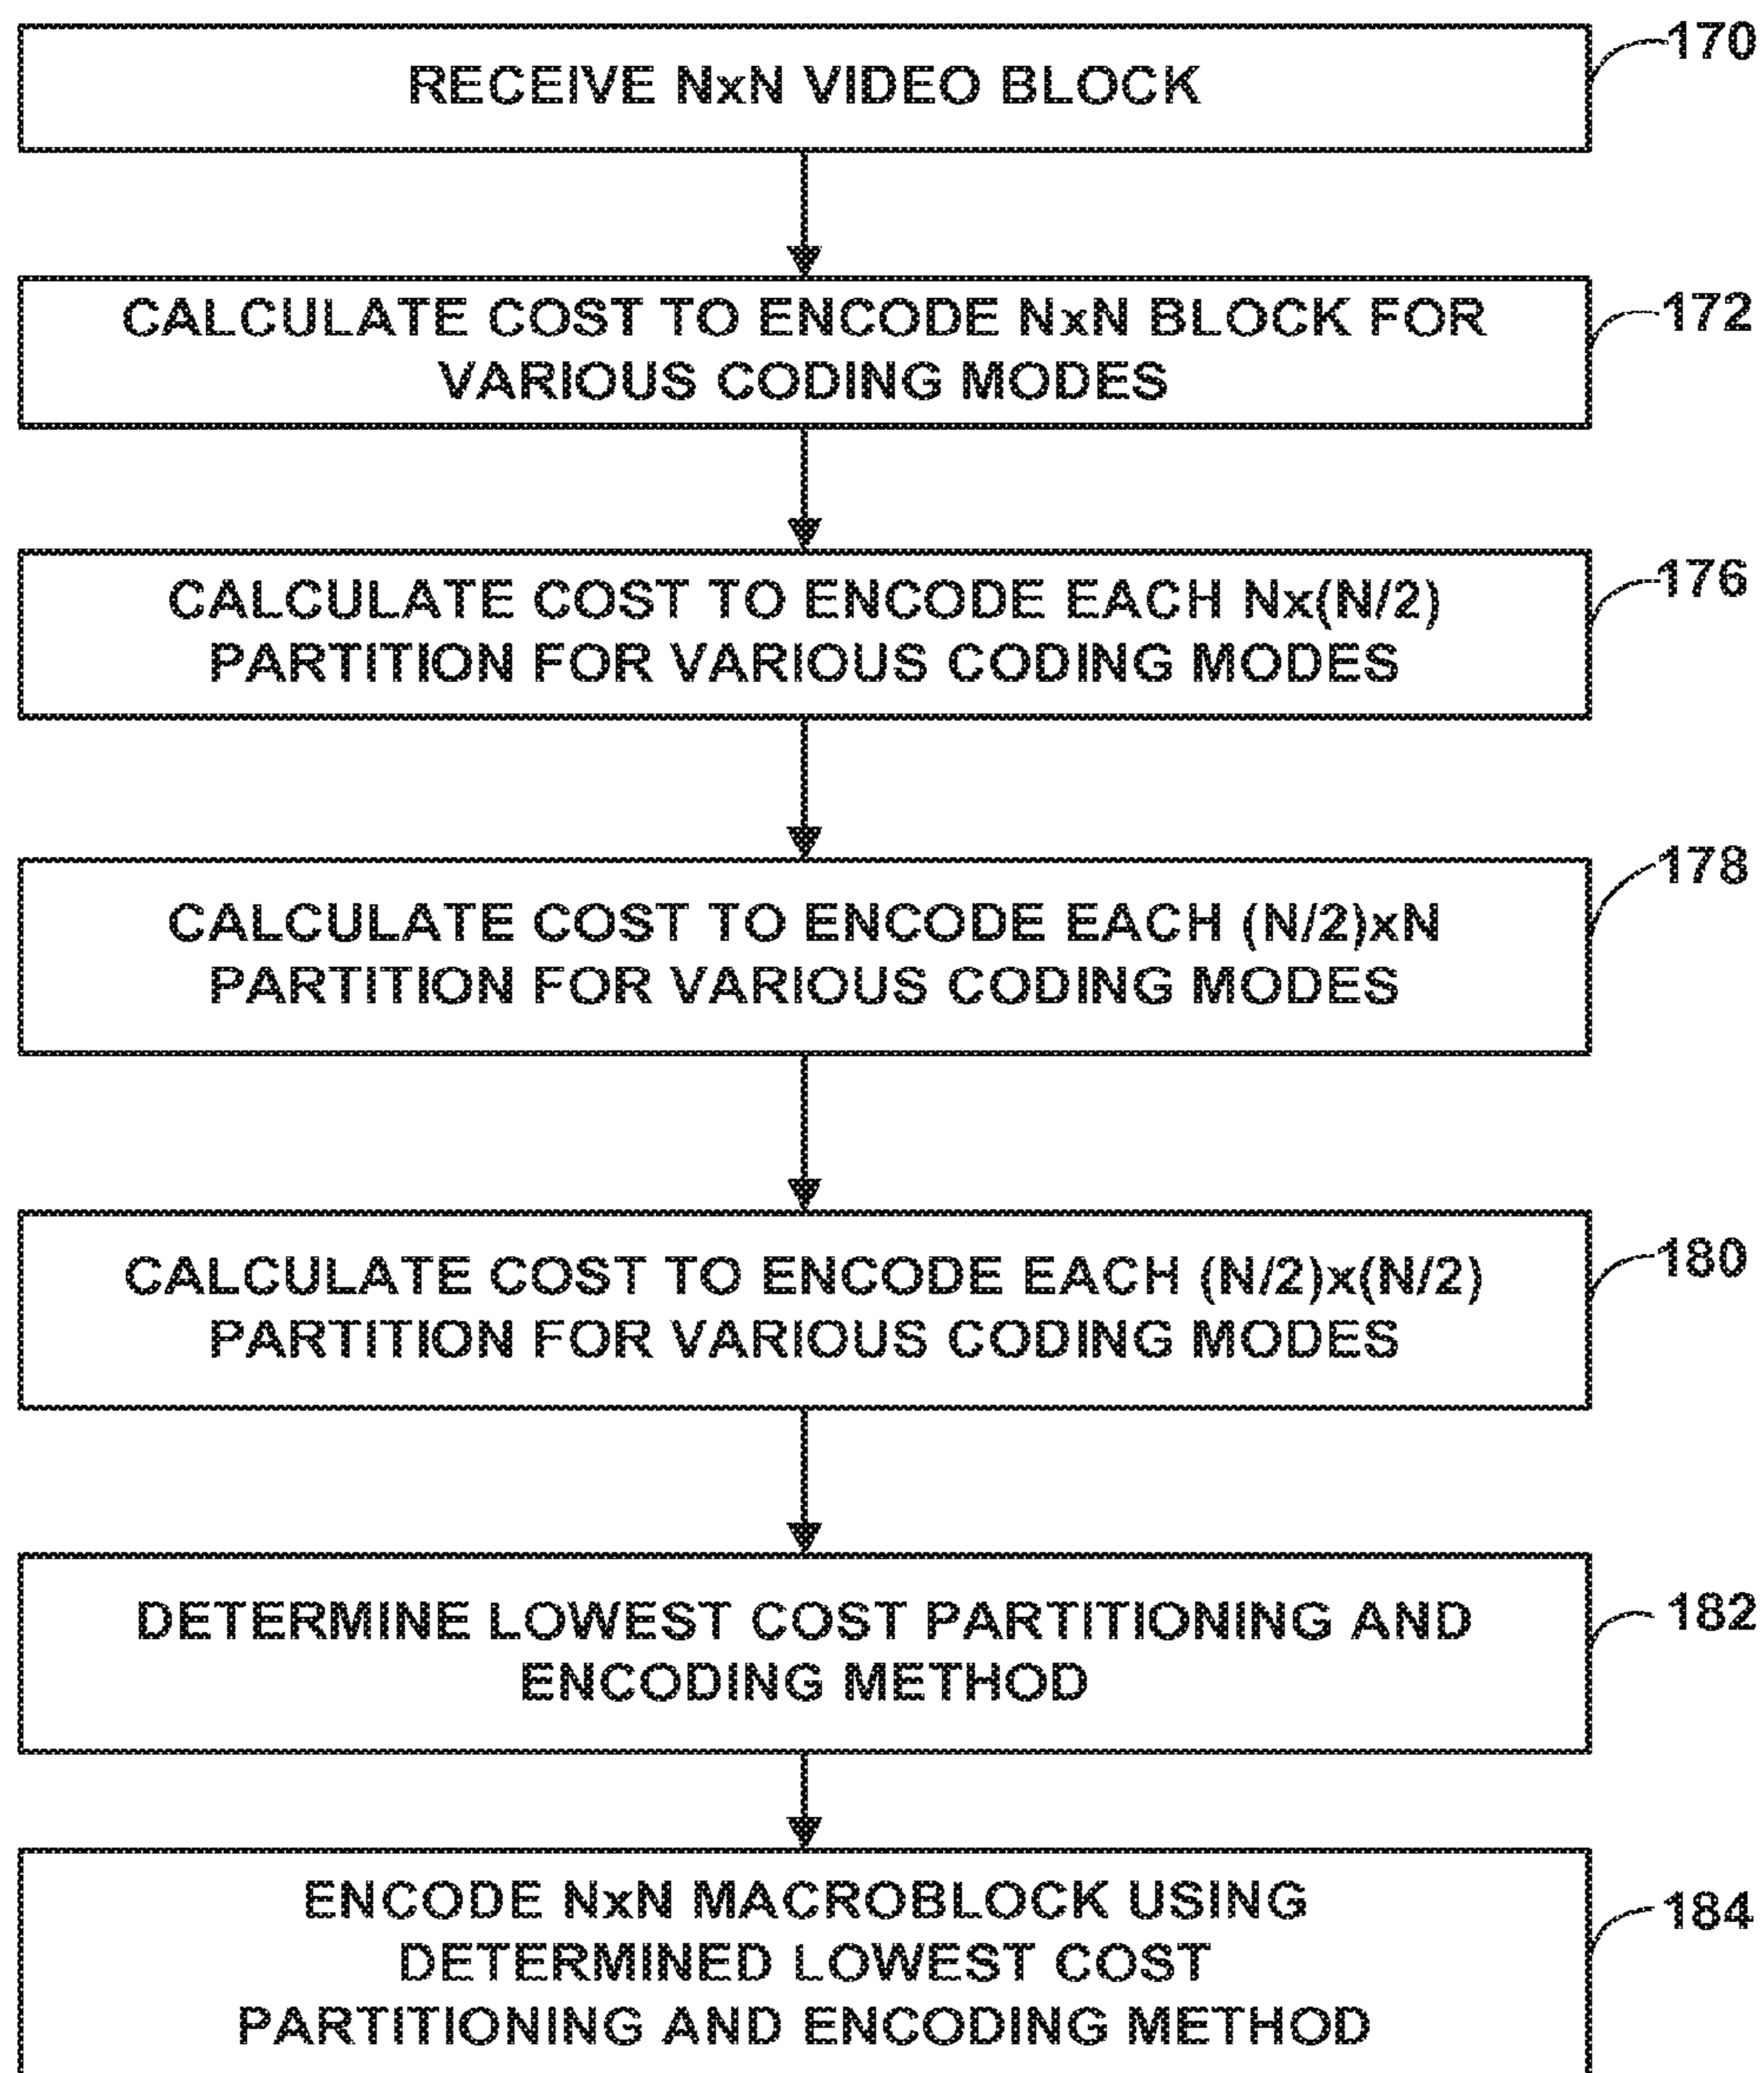 RECEIVE NxN VIDEO BLOCK
170
CALCULATE COST TO ENCODE NxN BLOCK FOR
VARIOUS CODING MODES
172
CALCULATE COST TO ENCODE EACH Nx(N/2)
PARTITION FOR VARIOUS CODING MODES
176
CALCULATE COST TO ENCODE EACH (N/2)xN
PARTITION FOR VARIOUS CODING MODES
178
CALCULATE COST TO ENCODE EACH (N/2)x(N/2)
PARTITION FOR VARIOUS CODING MODES
180
DETERMINE LOWEST COST PARTITIONING AND
ENCODING METHOD
182
ENCODE NxN MACROBLOCK USING
DETERMINED LOWEST COST
PARTITIONING AND ENCODING METHOD
184